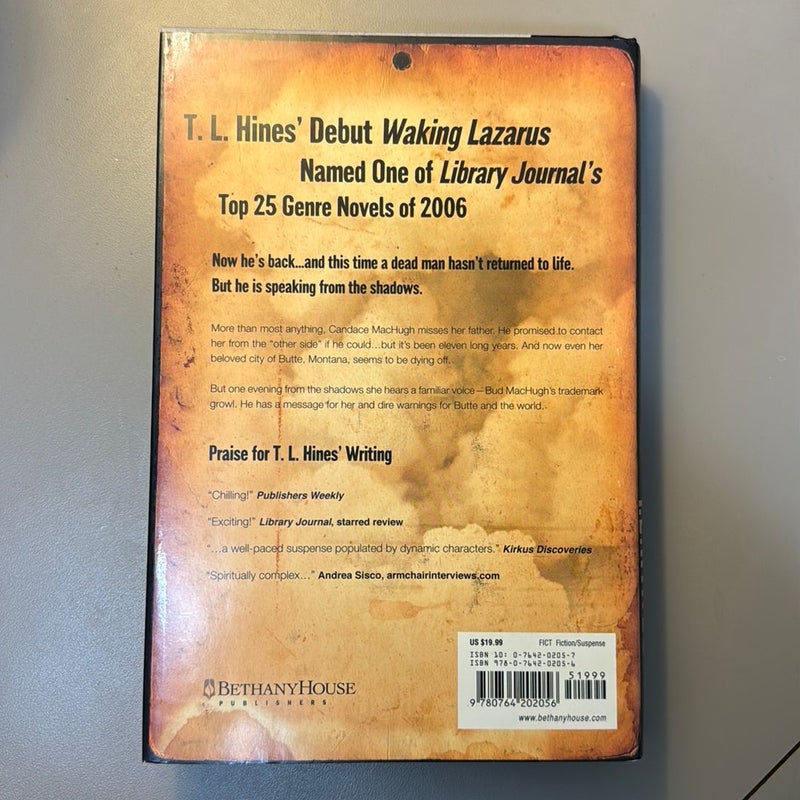 T. L. Hines' Debut Waking Lazarus
Named One of Library Journal's
Top 25 Genre Novels of 2006
Now he's back...and this time a dead man hasn't returned to life.
But he is speaking from the shadows.
More than most anything, Candace MacHugh misses her father. He promised to contact
her from the "other side" if he could...but it's been eleven long years. And now even her
beloved city of Butte, Montana, seems to be dying off.
But one evening from the shadows she hears a familiar voice—Bud MacHugh's trademark
growl. He has a message for her and dire warnings for Butte and the world.
Praise for T. L. Hines' Writing
"Chilling!" Publishers Weekly
"Exciting!" Library Journal, starred review
"...a well-paced suspense populated by dynamic characters." Kirkus Discoveries
"Spiritually complex..." Andrea Sisco, armchairinterviews.com
US $19.99 FICT Fiction/Suspense
ISBN 10: 0-7642-0205-7
ISBN 978-0-7642-0205-6
51999
9 780764 202056
www.bethanyhouse.com
BETHANYHOUSE
PUBLISHERS